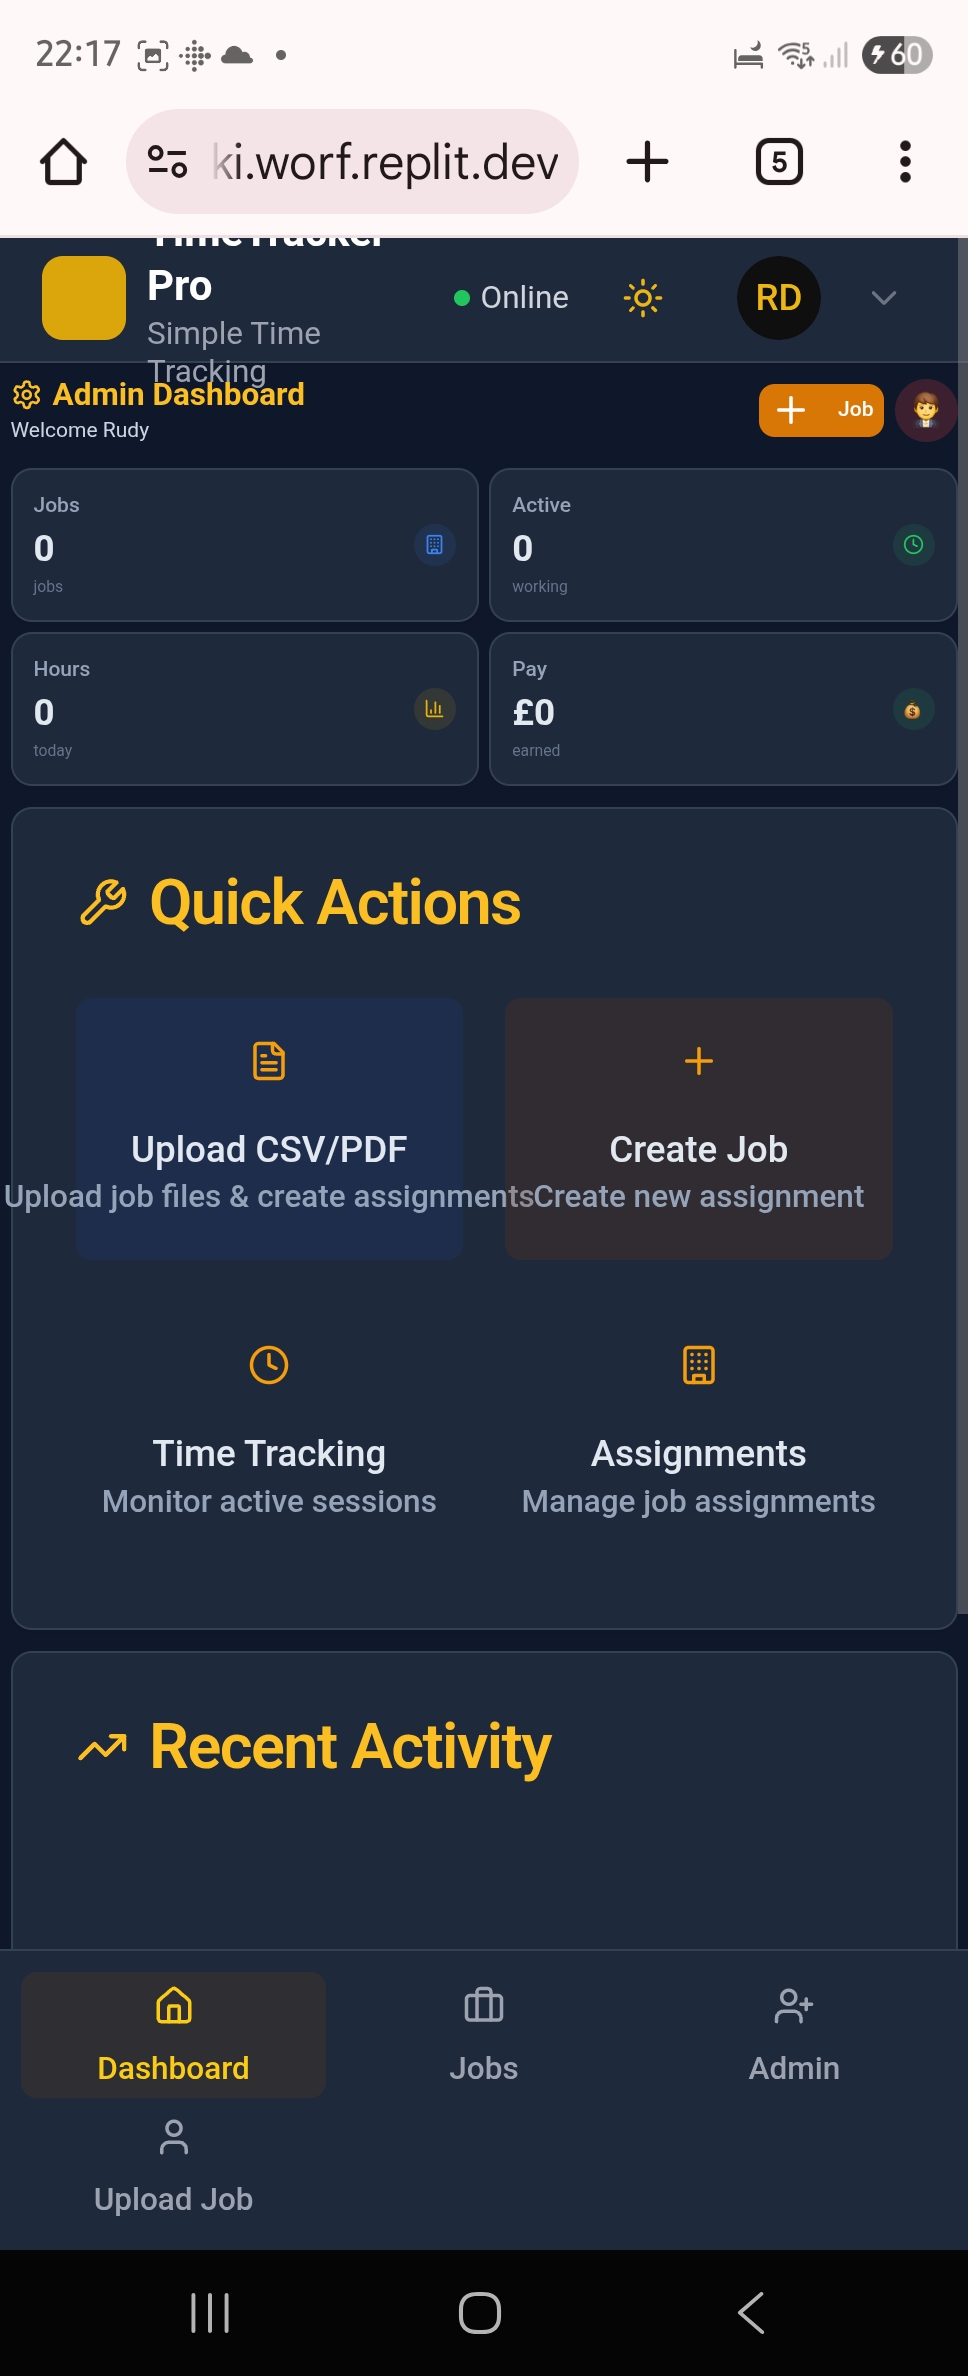 22:17
5
60
ki.worf.replit.dev
5
TimeTracker
Pro
Simple Time
Tracking
Online
RD
Admin Dashboard
Welcome Rudy
Job
Jobs
0
jobs
Active
0
working
Hours
0
today
Pay
£0
earned
Quick Actions
Upload CSV/PDF
Upload job files & create assignments
Create Job
Create new assignment
Time Tracking
Monitor active sessions
Assignments
Manage job assignments
Recent Activity
Dashboard
Jobs
Admin
Upload Job